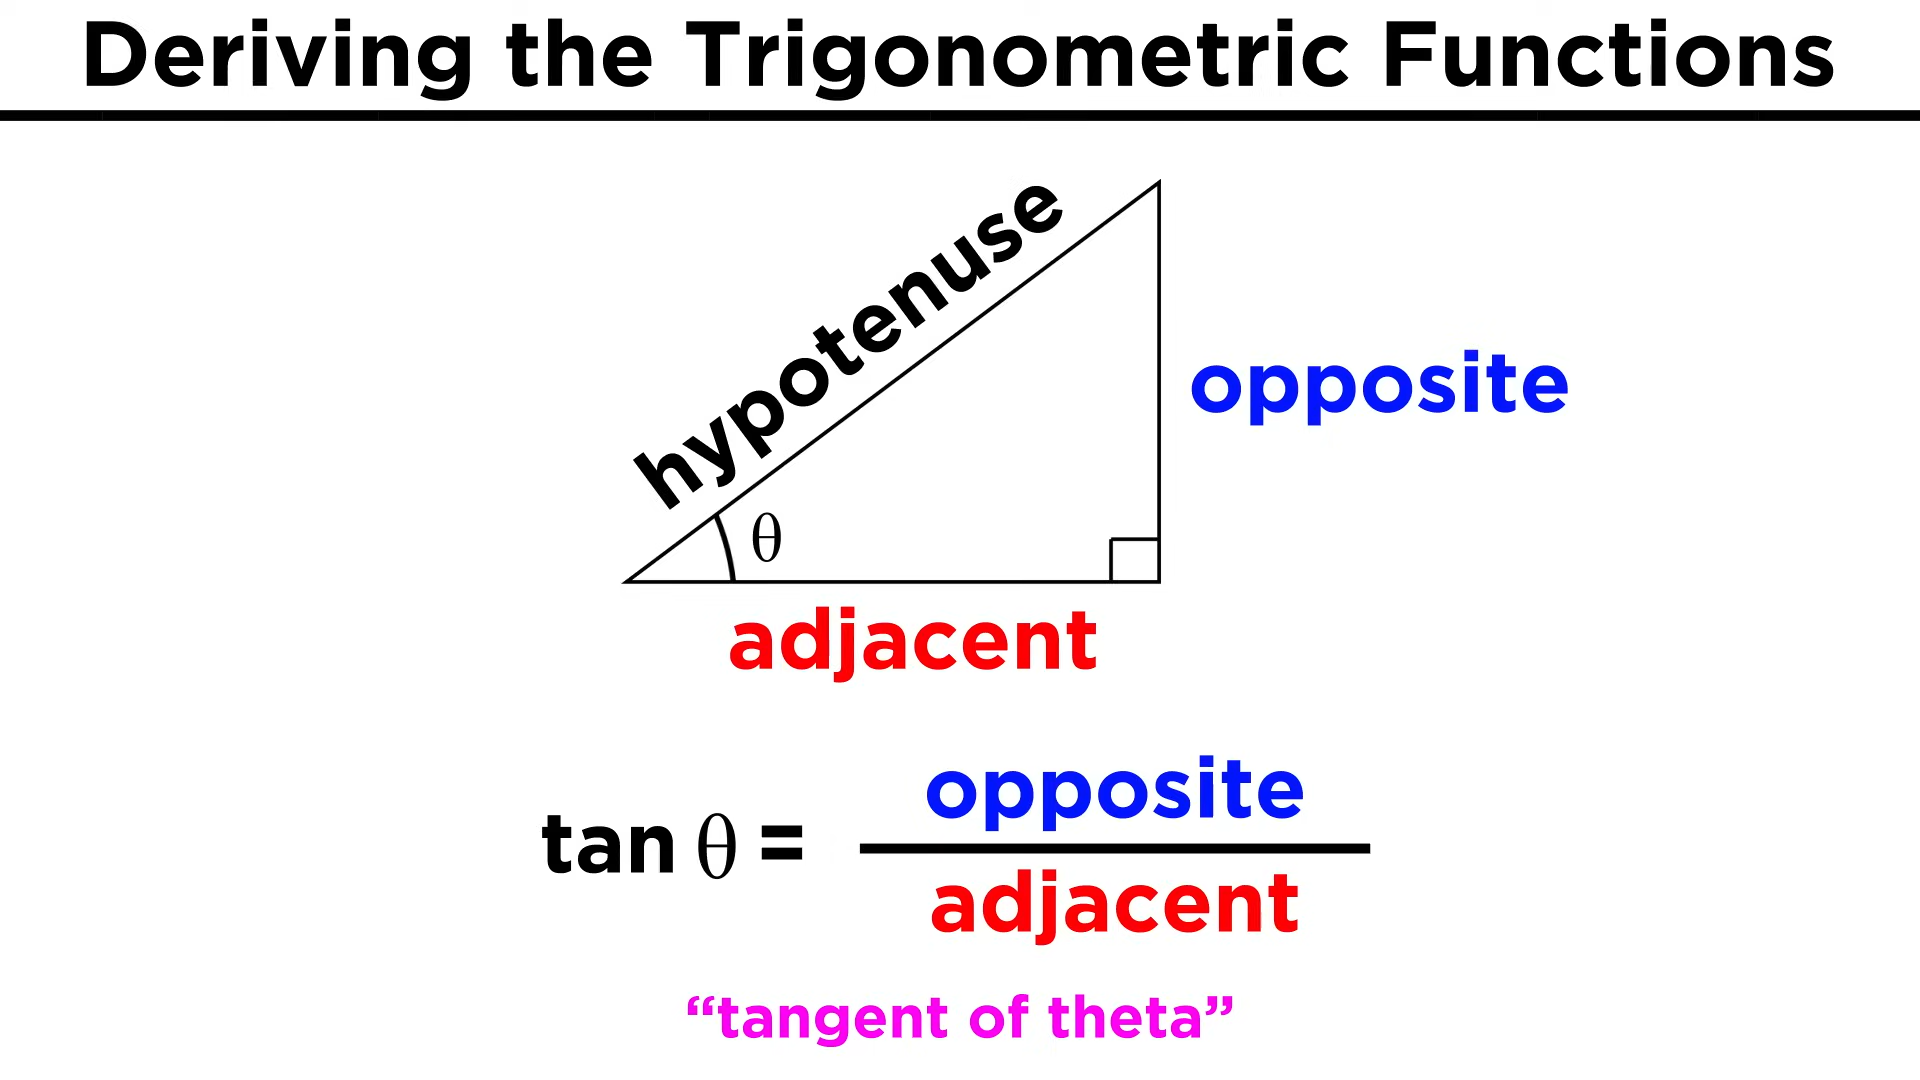 Deriving the Trigonometric Functions
hypotenuse
opposite
θ
adjacent
tan θ = opposite
adjacent
“tangent of theta”